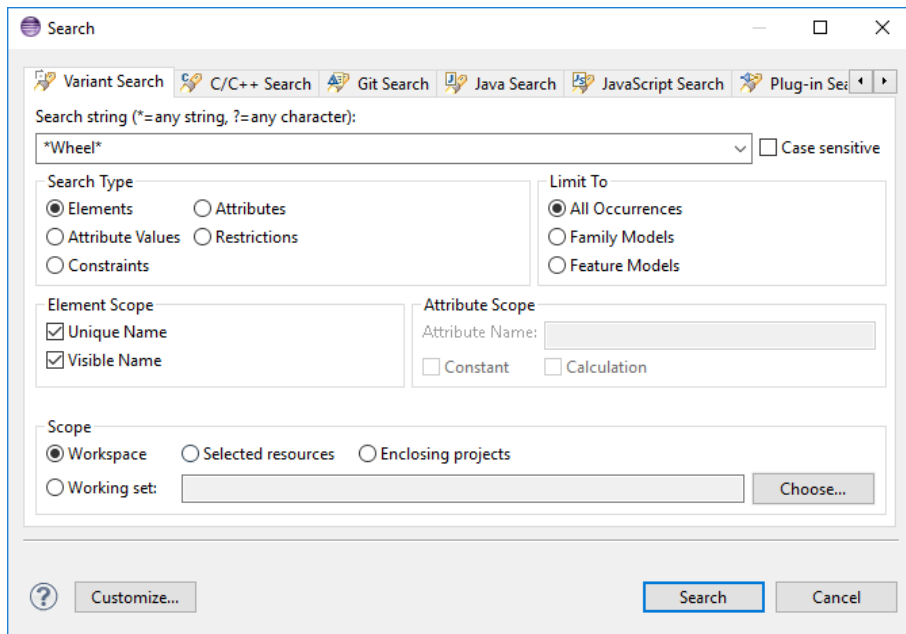 Search
Variant Search C/C++ Search Git Search Java Search JavaScript Search Plug-in Sea
Search string (*=any string, ?=any character):
*Wheel* Case sensitive
Search Type Limit To
Elements Attributes All Occurrences
Attribute Values Restrictions Family Models
Constraints Feature Models
Element Scope Attribute Scope
Unique Name Attribute Name:
Visible Name Constant Calculation
Scope
Workspace Selected resources Enclosing projects
Working set: Choose...
? Customize... Search Cancel